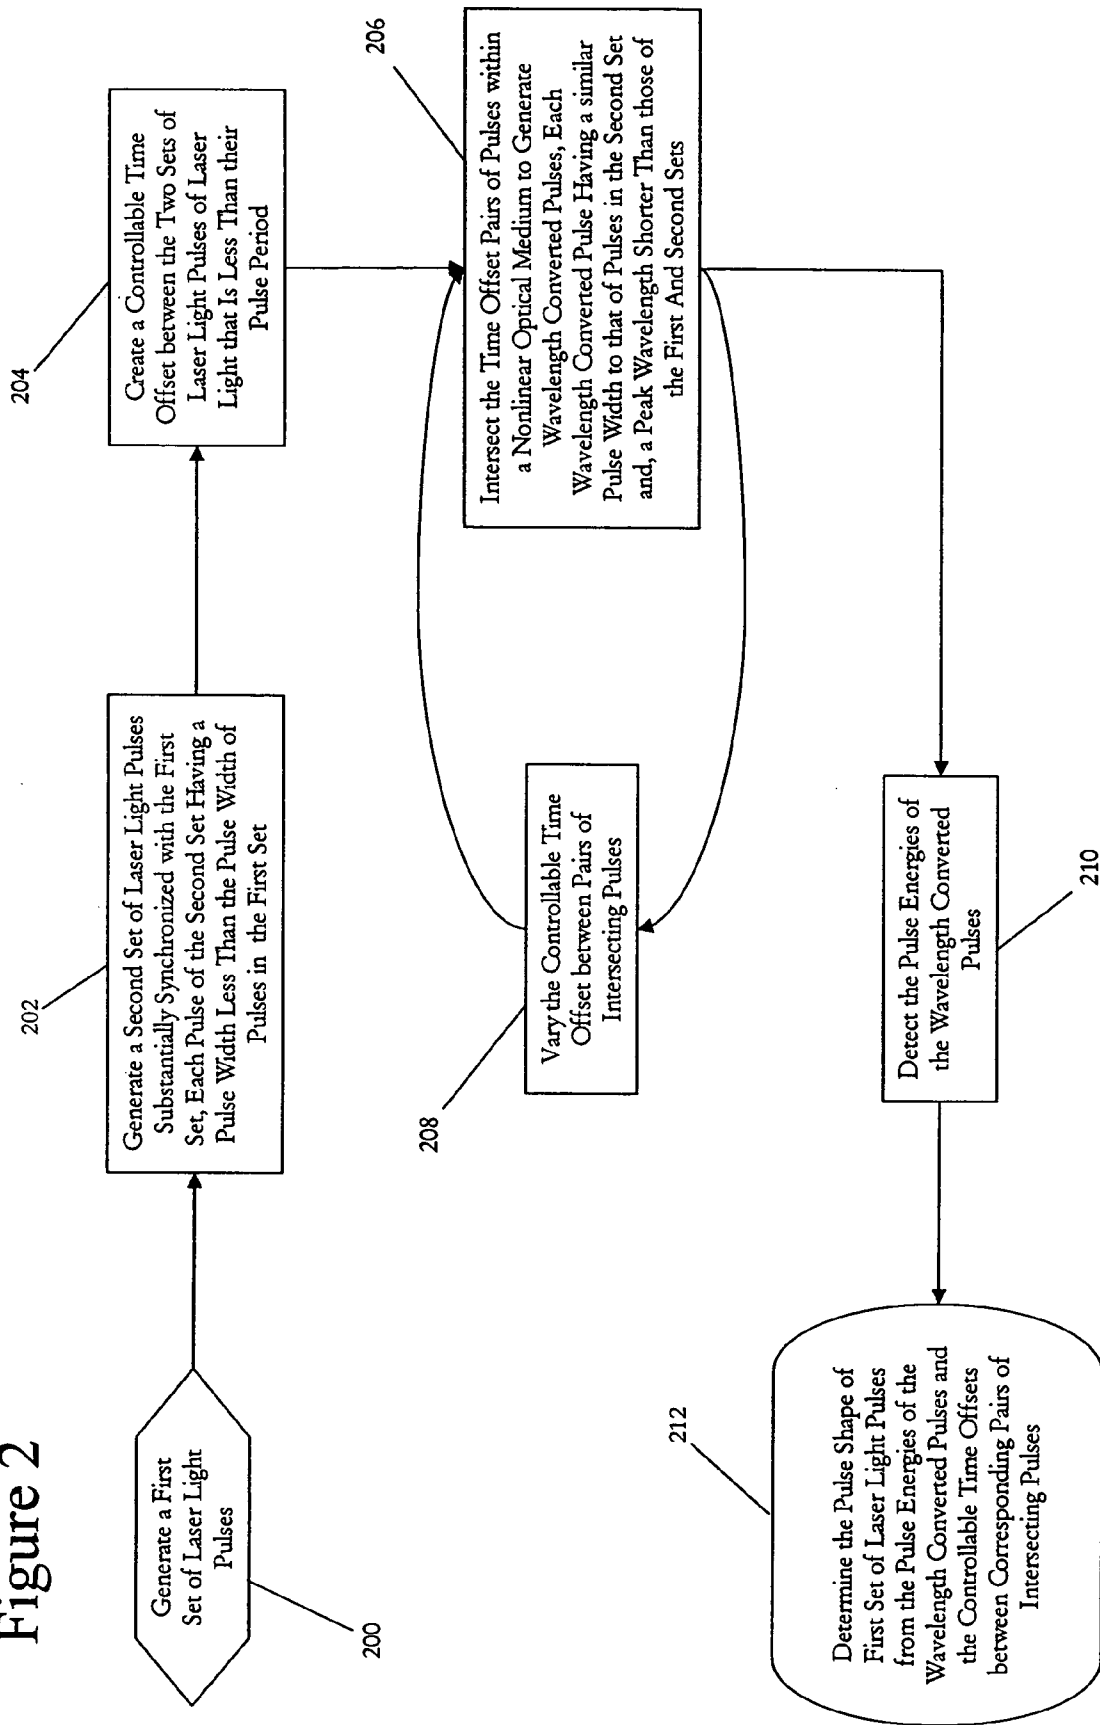 Figure 2
200
Generate a First
Set of Laser Light
Pulses
202
Generate a Second Set of Laser Light Pulses
Substantially Synchronized with the First
Set, Each Pulse of the Second Set Having a
Pulse Width Less Than the Pulse Width of
Pulses in the First Set
204
Create a Controllable Time
Offset between the Two Sets of
Laser Light Pulses of Laser
Light that Is Less Than their
Pulse Period
206
Intersect the Time Offset Pairs of Pulses within
a Nonlinear Optical Medium to Generate
Wavelength Converted Pulses, Each
Wavelength Converted Pulse Having a similar
Pulse Width to that of Pulses in the Second Set
and, a Peak Wavelength Shorter Than those of
the First And Second Sets
208
Vary the Controllable Time
Offset between Pairs of
Intersecting Pulses
210
Detect the Pulse Energies of
the Wavelength Converted
Pulses
212
Determine the Pulse Shape of
First Set of Laser Light Pulses
from the Pulse Energies of the
Wavelength Converted Pulses and
the Controllable Time Offsets
between Corresponding Pairs of
Intersecting Pulses